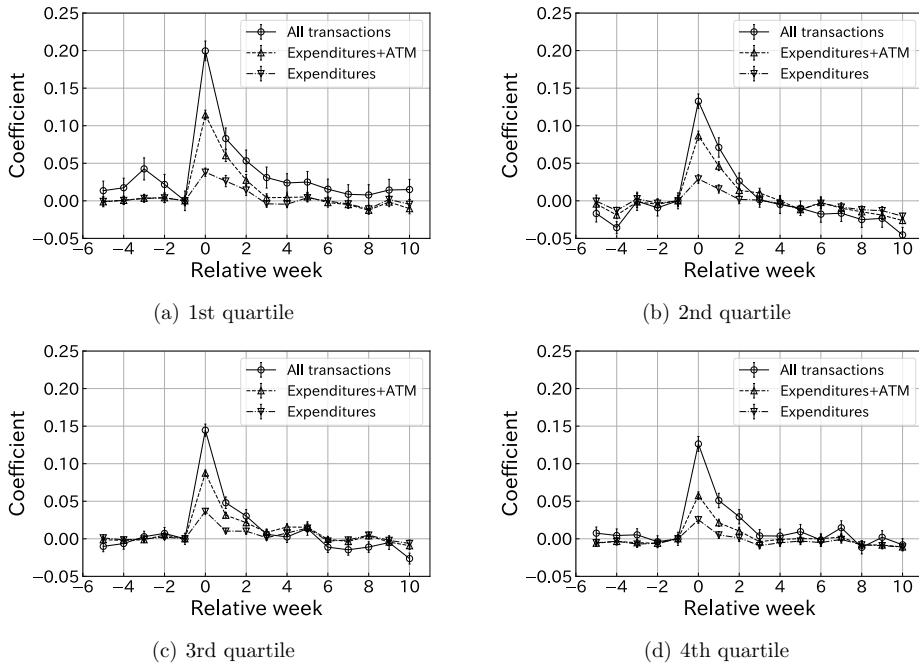 0.25
0.20
0.15
0.10
0.05
0.00
−0.05
Coefficient
All transactions
Expenditures+ATM
Expenditures
−6 −4 −2 0 2 4 6 8 10
Relative week
(a) 1st quartile
0.25
0.20
0.15
0.10
0.05
0.00
−0.05
Coefficient
All transactions
Expenditures+ATM
Expenditures
−6 −4 −2 0 2 4 6 8 10
Relative week
(b) 2nd quartile
0.25
0.20
0.15
0.10
0.05
0.00
−0.05
Coefficient
All transactions
Expenditures+ATM
Expenditures
−6 −4 −2 0 2 4 6 8 10
Relative week
(c) 3rd quartile
0.25
0.20
0.15
0.10
0.05
0.00
−0.05
Coefficient
All transactions
Expenditures+ATM
Expenditures
−6 −4 −2 0 2 4 6 8 10
Relative week
(d) 4th quartile